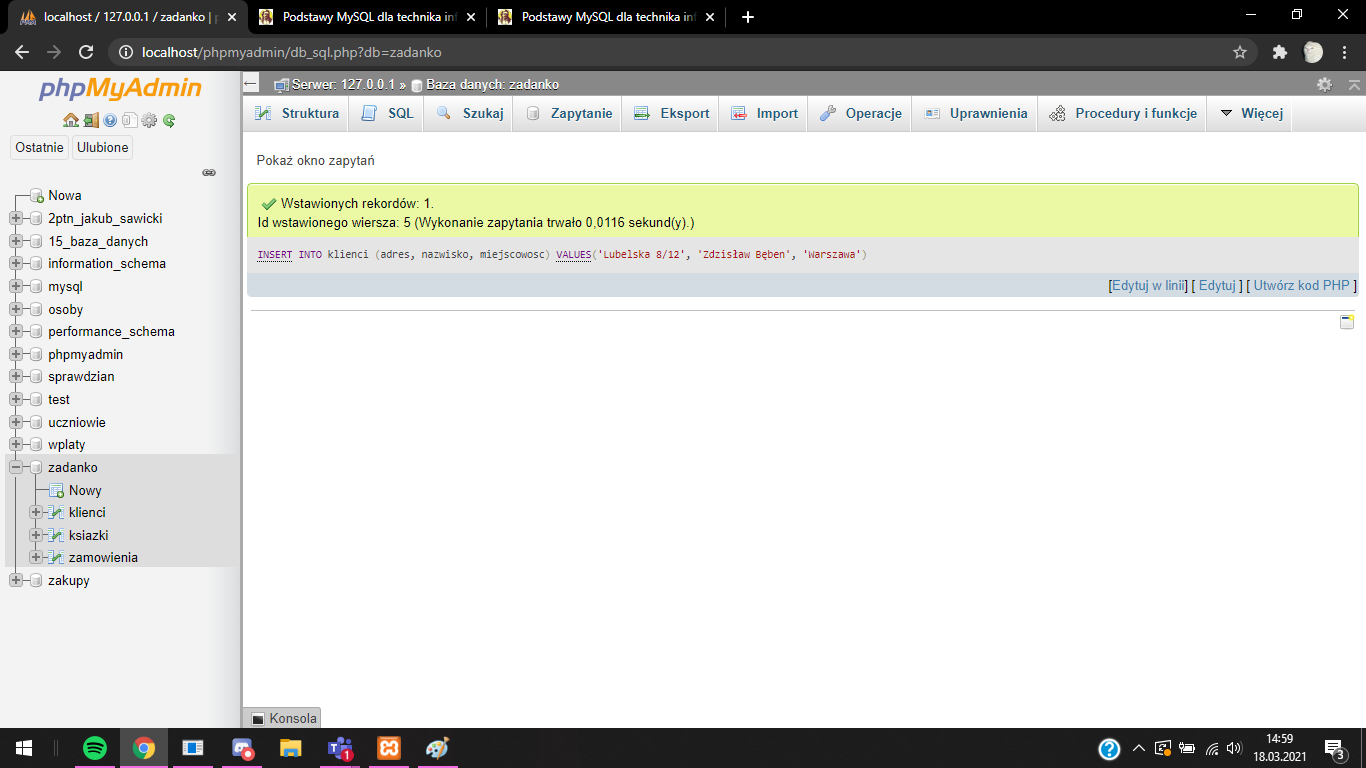 localhost / 127.0.0.1 / zadanko | p
Podstawy MySQL dla technika inf
Podstawy MySQL dla technika inf
localhost/phpmyadmin/db_sql.php?db=zadanko
phpMyAdmin
Ostatnie
Ulubione
Nowa
2ptn_jakub_sawicki
15_baza_danych
information_schema
mysql
osoby
performance_schema
phpmyadmin
sprawdzian
test
uczniowie
wplaty
zadanko
Nowy
klienci
ksiazki
zamowienia
zakupy
Serwer: 127.0.0.1 » Baza danych: zadanko
Struktura SQL Szukaj Zapytanie Eksport Import Operacje Uprawnienia Procedury i funkcje Więcej
Pokaż okno zapytań
Wstawionych rekordów: 1.
Id wstawionego wiersza: 5 (Wykonanie zapytania trwało 0,0116 sekund(y).)
INSERT INTO klienci (adres, nazwisko, miejscowosc) VALUES('Lubelska 8/12', 'Zdzisław Bęben', 'Warszawa')
[Edytuj w linii] [ Edytuj ] [ Utwórz kod PHP ]
Konsola
1
14:59
18.03.2021
3